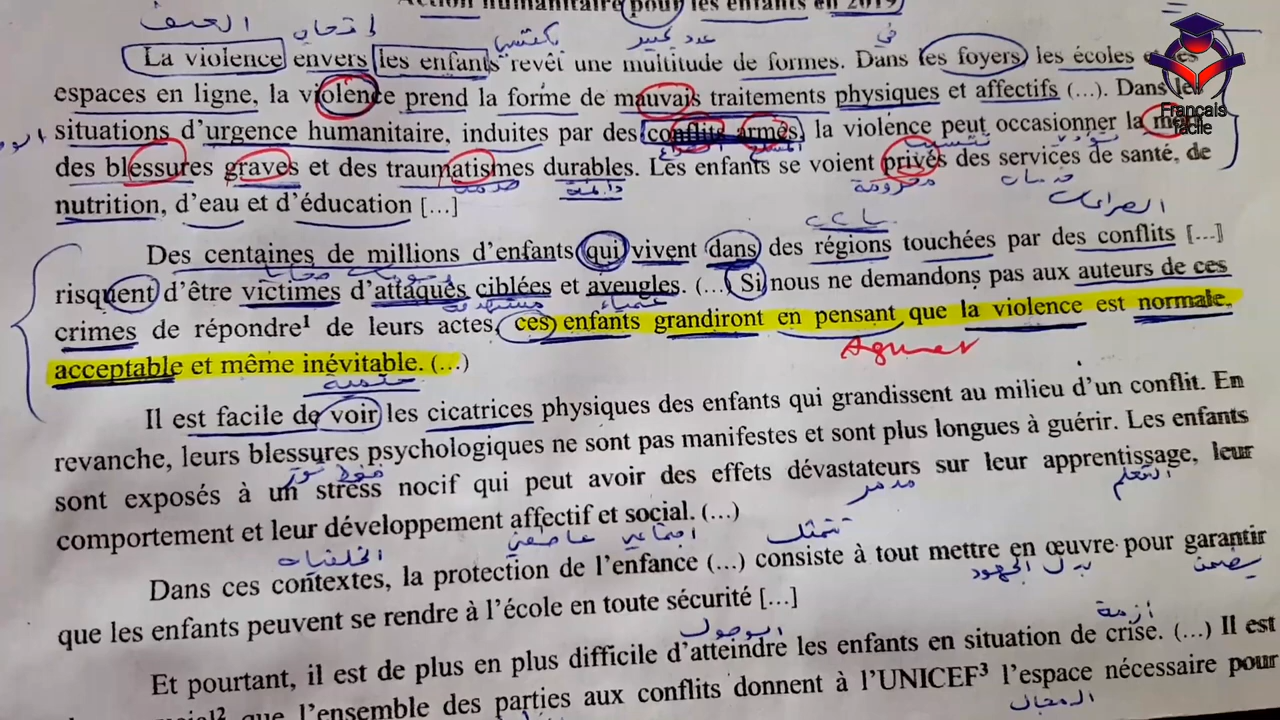 Action humanitaire pour les enfants en 2019
العنف
La violence envers les enfants revêt une multitude de formes. Dans les foyers les écoles et les
عدد كبير
في
espaces en ligne, la violence prend la forme de mauvais traitements physiques et affectifs (…). Dans les
Français
facile
situations d'urgence humanitaire, induites par des conflits armés, la violence peut occasionner la mort
des blessures graves et des traumatismes durables. Les enfants se voient privés des services de santé, de
صدمة
دائمة
محرومة
خدمات
nutrition, d'eau et d'éducation [...]
الصراعات
Des centaines de millions d'enfants qui vivent dans des régions touchées par des conflits [...]
ضحايا
risquent d'être victimes d'attaques ciblées et aveugles. (… ) Si nous ne demandons pas aux auteurs de ces
مستهدفة
عمياء
crimes de répondre¹ de leurs actes, ces enfants grandiront en pensant que la violence est normale,
acceptable et même inévitable. (…)
حتمية
Il est facile de voir les cicatrices physiques des enfants qui grandissent au milieu d'un conflit. En
revanche, leurs blessures psychologiques ne sont pas manifestes et sont plus longues à guérir. Les enfants
sont exposés à un stress nocif qui peut avoir des effets dévastateurs sur leur apprentissage, leur
مدمر
التعلم
comportement et leur développement affectif et social. (…)
عاطفي
اجتماعي
تتمثل
الخلفيات
Dans ces contextes, la protection de l'enfance (…) consiste à tout mettre en œuvre pour garantir
بذل الجهود
يضمن
que les enfants peuvent se rendre à l'école en toute sécurité [...]
الوصول
أزمة
Et pourtant, il est de plus en plus difficile d'atteindre les enfants en situation de crise. (…) Il est
que l'ensemble des parties aux conflits donnent à l'UNICEF³ l'espace nécessaire pour
المجال